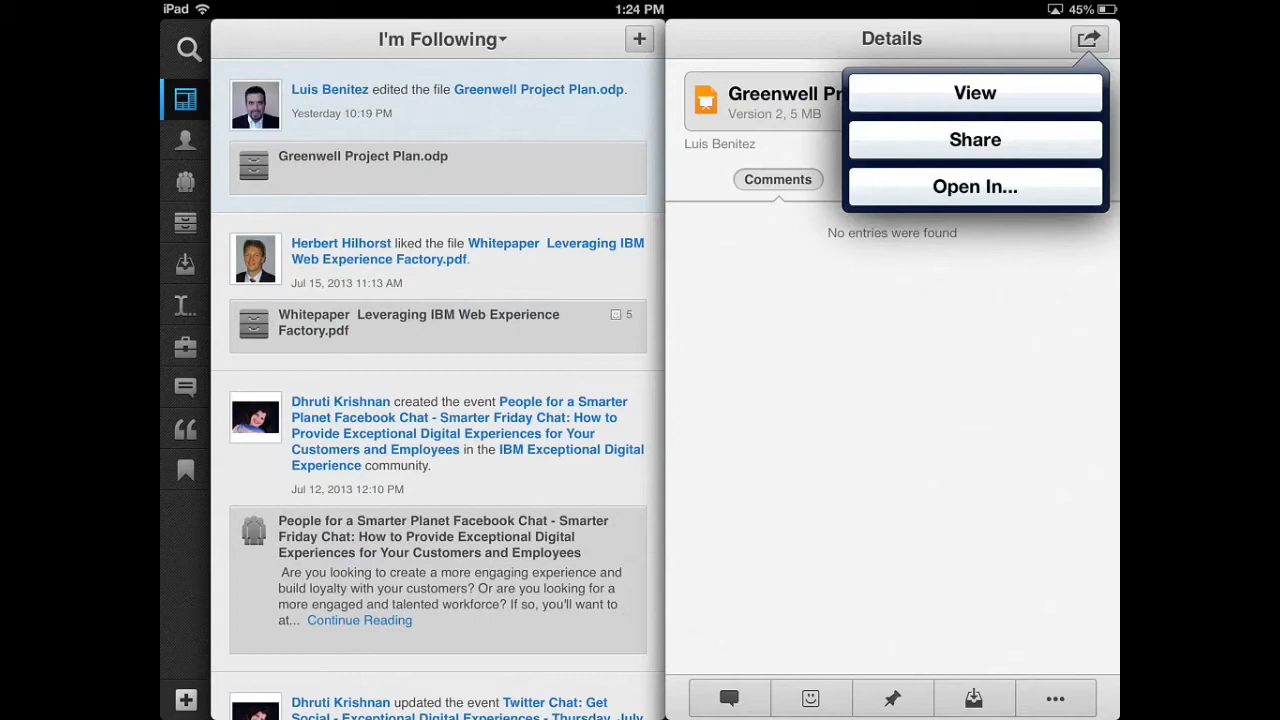 iPad
1:24 PM
45%
I'm Following
Luis Benitez edited the file Greenwell Project Plan.odp.
Yesterday 10:19 PM
Greenwell Project Plan.odp
Herbert Hilhorst liked the file Whitepaper Leveraging IBM
Web Experience Factory.pdf.
Jul 15, 2013 11:13 AM
Whitepaper Leveraging IBM Web Experience
Factory.pdf
5
Dhruti Krishnan created the event People for a Smarter
Planet Facebook Chat - Smarter Friday Chat: How to
Provide Exceptional Digital Experiences for Your
Customers and Employees in the IBM Exceptional Digital
Experience community.
Jul 12, 2013 12:10 PM
People for a Smarter Planet Facebook Chat - Smarter
Friday Chat: How to Provide Exceptional Digital
Experiences for Your Customers and Employees
Are you looking to create a more engaging experience and
build loyalty with your customers? Or are you looking for
a more engaged and talented workforce? If so, you'll want to
at... Continue Reading
Dhruti Krishnan updated the event Twitter Chat: Get
Social - Exceptional Digital Experiences - Thursday, July
Details
Greenwell Pr
Version 2, 5 MB
Luis Benitez
View
Share
Open In...
Comments
No entries were found